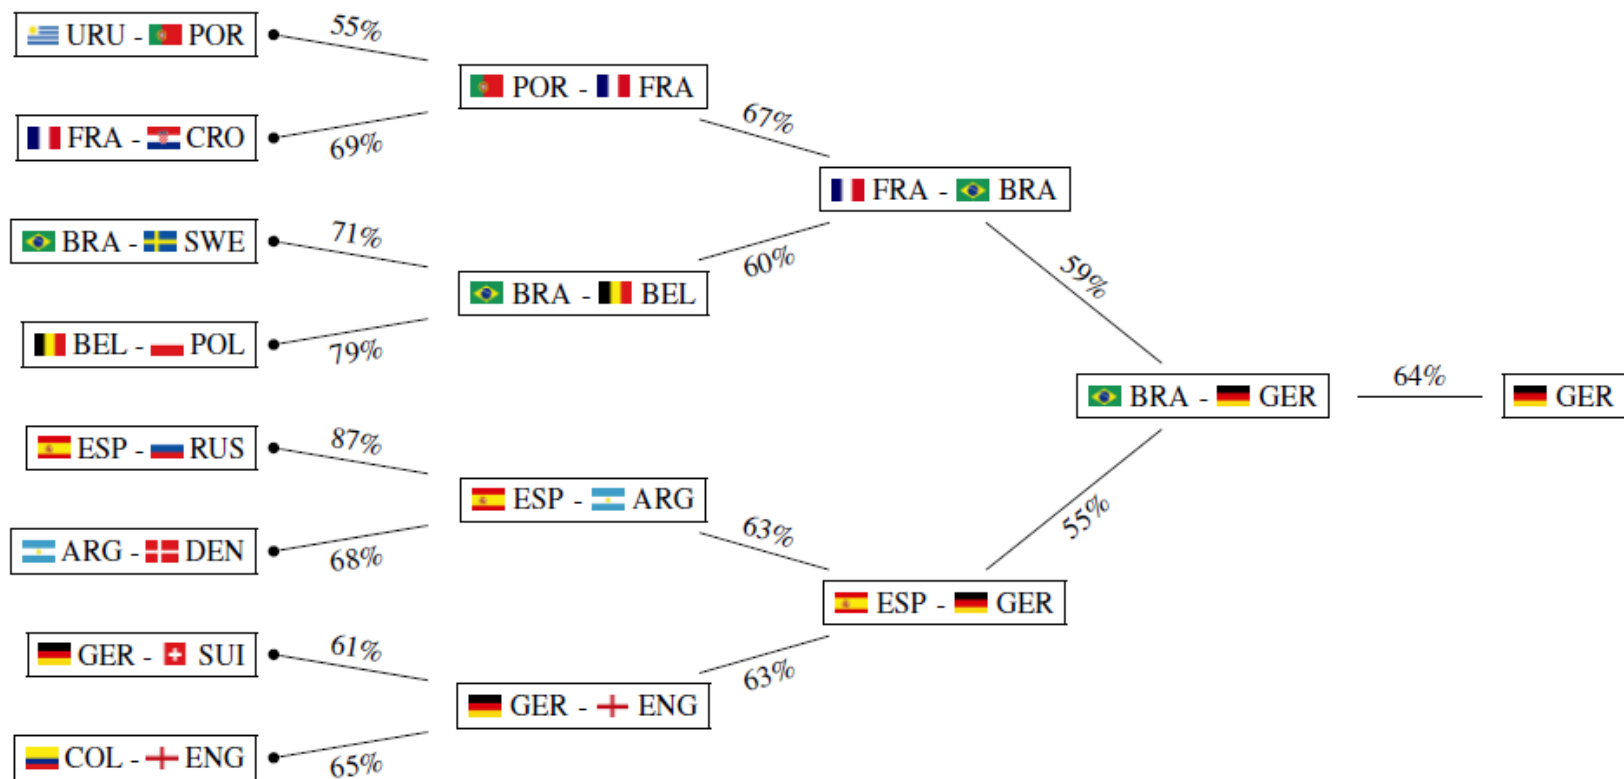 URU - POR
55%
POR - FRA
FRA - CRO
69%
67%
FRA - BRA
BRA - SWE
71%
BRA - BEL
60%
BEL - POL
79%
59%
BRA - GER
64%
GER
ESP - RUS
87%
ESP - ARG
ARG - DEN
68%
63%
55%
ESP - GER
GER - SUI
61%
GER - ENG
63%
COL - ENG
65%